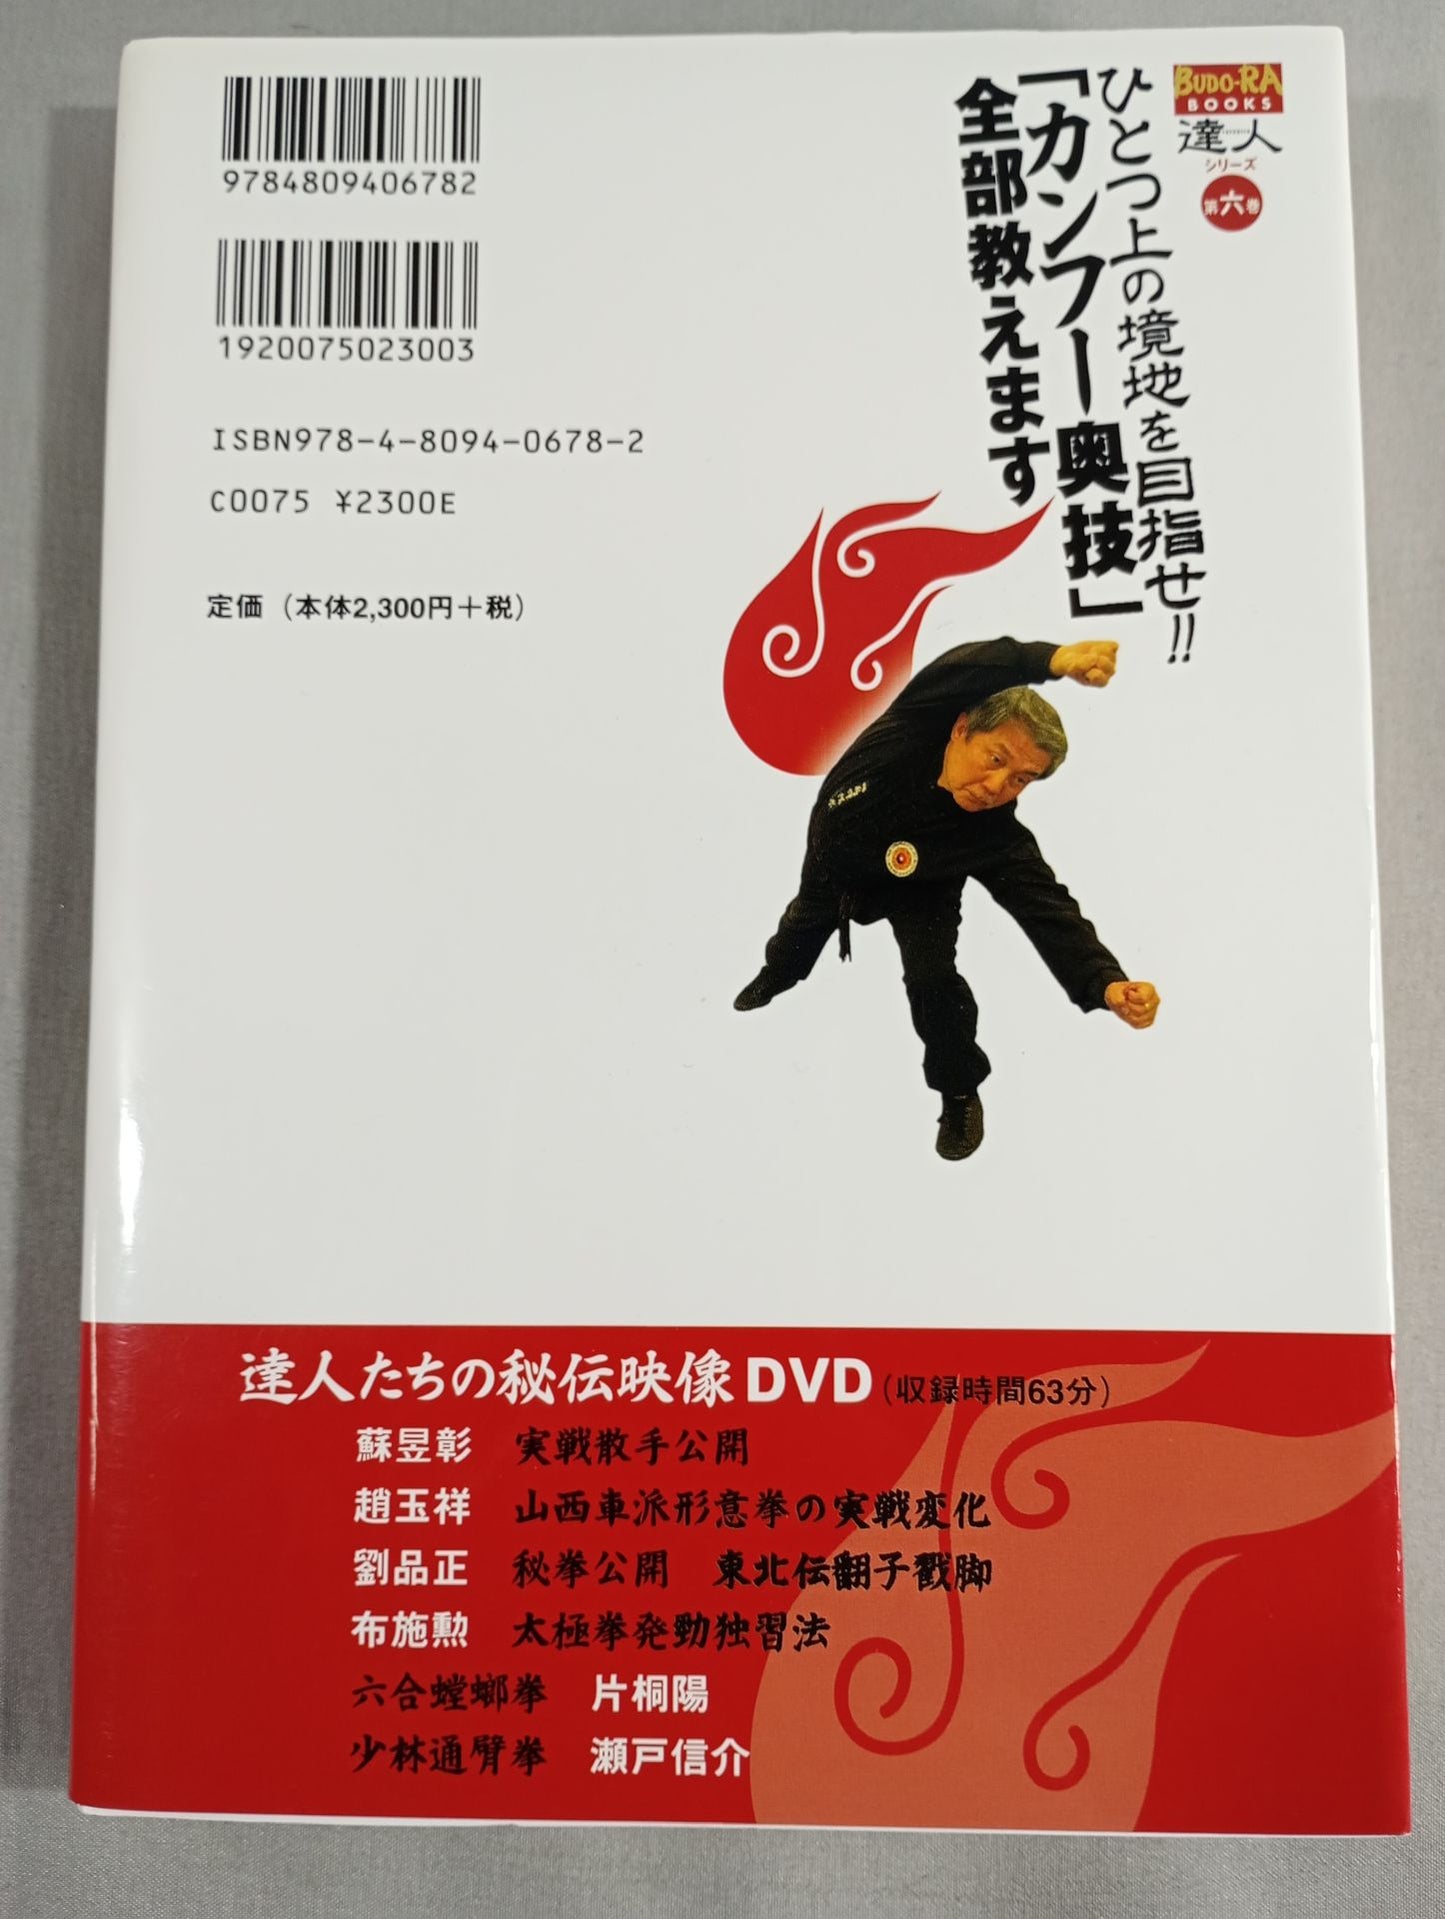 BUDO-RA
BOOKS
達人
シリーズ
第六巻
ひとつ上の境地を目指せ!!
「カンフー奥技」
全部教えます
9784809406782
1920075023003
ISBN978-4-8094-0678-2
C0075 ¥2300E
定価（本体2,300円＋税）
達人たちの秘伝映像DVD（収録時間63分）
蘇昱彰 実戦散手公開
趙玉祥 山西車派形意拳の実戦変化
劉品正 秘拳公開 東北伝翻子戳脚
布施勲 太極拳発勁独習法
六合螳螂拳 片桐陽
少林通臂拳 瀬戸信介